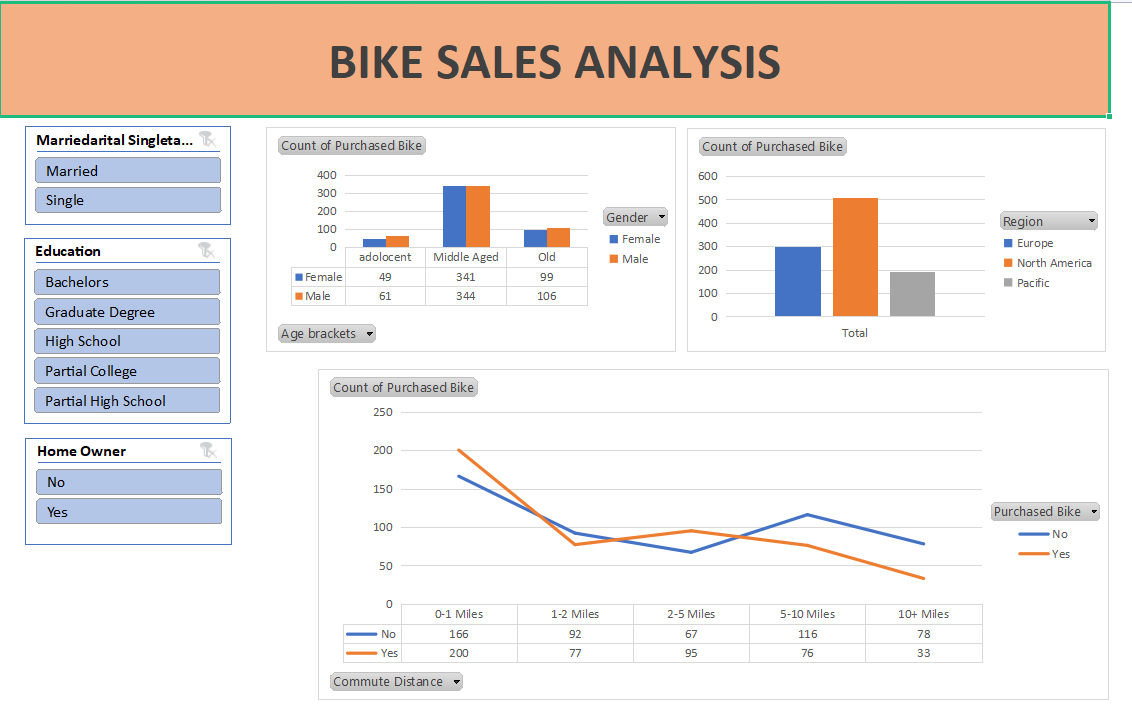 BIKE SALES ANALYSIS
Marriedarital Singleta...
Married
Single
Education
Bachelors
Graduate Degree
High School
Partial College
Partial High School
Home Owner
No
Yes
Count of Purchased Bike
400
300
200
100
0
adolocent Middle Aged Old
Female 49 341 99
Male 61 344 106
Gender
Female
Male
Age brackets
Count of Purchased Bike
600
500
400
300
200
100
0
Total
Region
Europe
North America
Pacific
Count of Purchased Bike
250
200
150
100
50
0
0-1 Miles 1-2 Miles 2-5 Miles 5-10 Miles 10+ Miles
No 166 92 67 116 78
Yes 200 77 95 76 33
Purchased Bike
No
Yes
Commute Distance